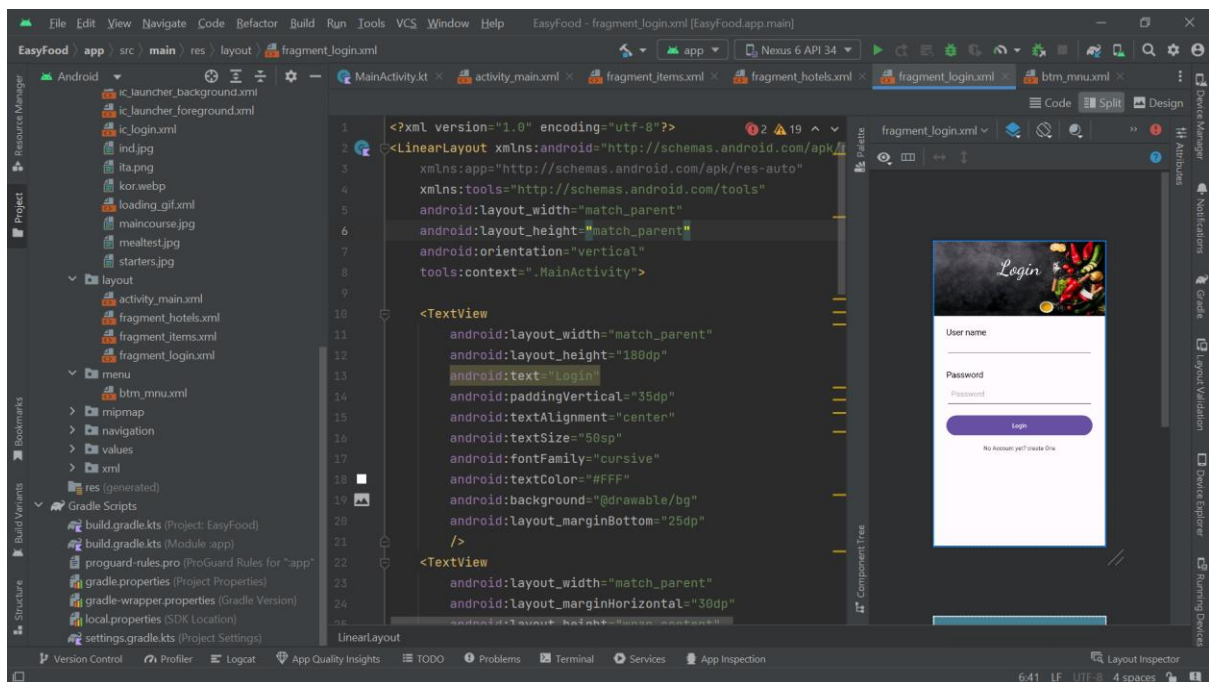 File Edit View Navigate Code Refactor Build Run Tools VCS Window Help EasyFood - fragment_login.xml [EasyFood.app.main]
EasyFood app src main res layout fragment_login.xml app Nexus 6 API 34
Android MainActivity.kt activity_main.xml fragment_items.xml fragment_hotels.xml fragment_login.xml btm_mnu.xml
Code Split Design
Resource Manager
Project
Bookmarks
Build Variants
Structure
ic_launcher_background.xml
ic_launcher_foreground.xml
ic_login.xml
ind.jpg
ita.png
kor.webp
loading_gif.xml
maincourse.jpg
mealtest.jpg
starters.jpg
layout
activity_main.xml
fragment_hotels.xml
fragment_items.xml
fragment_login.xml
menu
btm_mnu.xml
mipmap
navigation
values
xml
res (generated)
Gradle Scripts
build.gradle.kts (Project: EasyFood)
build.gradle.kts (Module :app)
proguard-rules.pro (ProGuard Rules for ":app"
gradle.properties (Project Properties)
gradle-wrapper.properties (Gradle Version)
local.properties (SDK Location)
settings.gradle.kts (Project Settings)
2 19
1 <?xml version="1.0" encoding="utf-8"?>
2 <LinearLayout xmlns:android="http://schemas.android.com/apk/r
3 xmlns:app="http://schemas.android.com/apk/res-auto"
4 xmlns:tools="http://schemas.android.com/tools"
5 android:layout_width="match_parent"
6 android:layout_height="match_parent"
7 android:orientation="vertical"
8 tools:context=".MainActivity">
9
10 <TextView
11 android:layout_width="match_parent"
12 android:layout_height="180dp"
13 android:text="Login"
14 android:paddingVertical="35dp"
15 android:textAlignment="center"
16 android:textSize="50sp"
17 android:fontFamily="cursive"
18 android:textColor="#FFF"
19 android:background="@drawable/bg"
20 android:layout_marginBottom="25dp"
21 />
22 <TextView
23 android:layout_width="match_parent"
24 android:layout_marginHorizontal="30dp"
25 android:layout_height="wrap_content"
LinearLayout
Palette
Component Tree
fragment_login.xml
Login
User name
Password
Password
Login
No Account yet? create One
Device Manager
Attributes
Notifications
Gradle
Layout Validation
Device Explorer
Running Devices
Version Control Profiler Logcat App Quality Insights TODO Problems Terminal Services App Inspection Layout Inspector
6:41 LF UTF-8 4 spaces